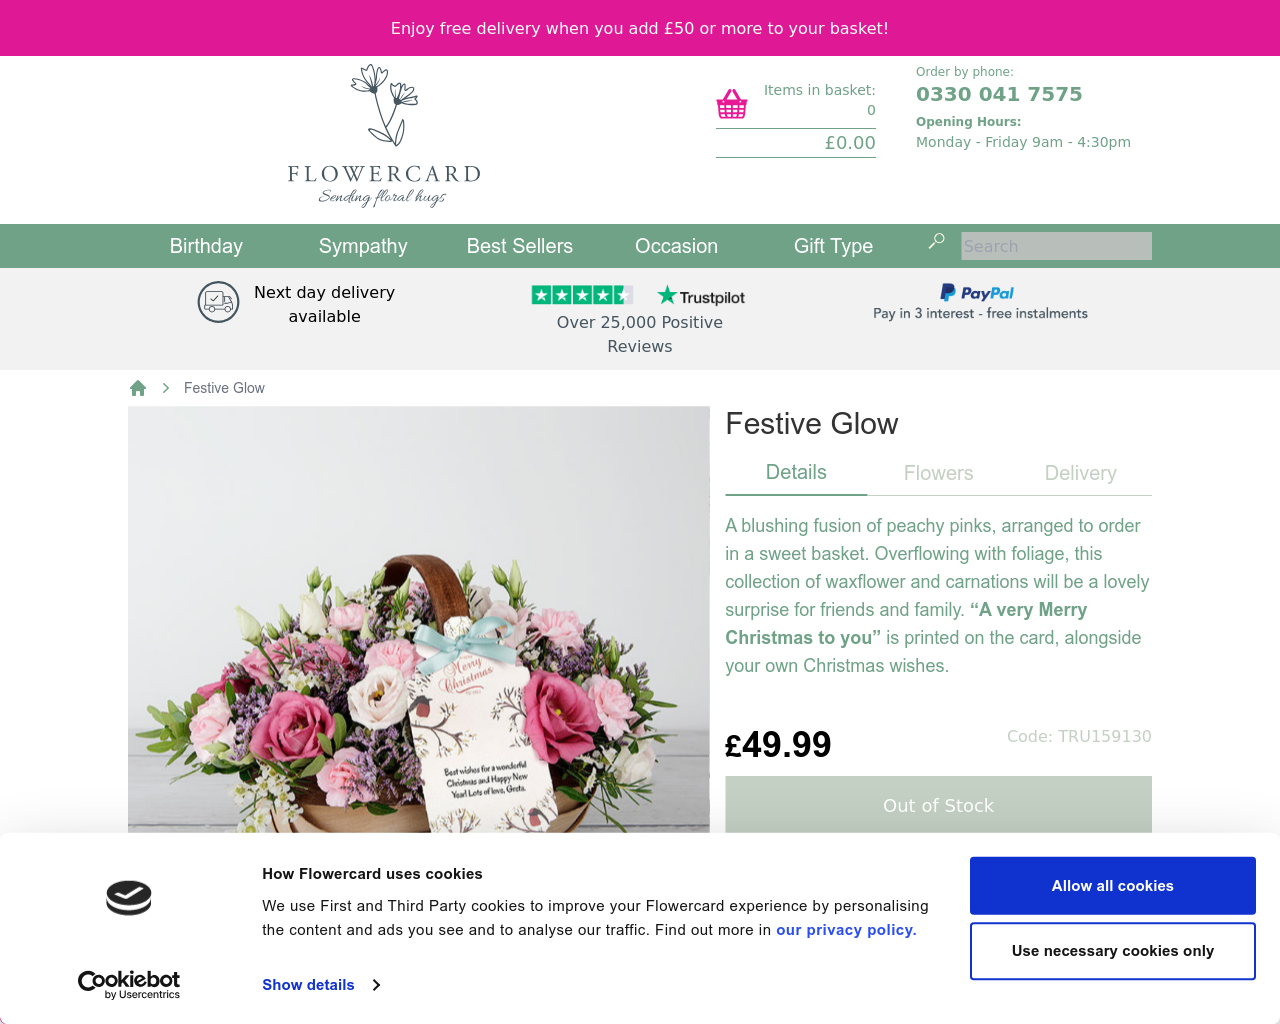 Enjoy free delivery when you add £50 or more to your basket!
FLOWERCARD
Sending floral hugs
Items in basket:
0
£0.00
Order by phone:
0330 041 7575
Opening Hours:
Monday - Friday 9am - 4:30pm
Birthday
Sympathy
Best Sellers
Occasion
Gift Type
Search
Next day delivery
available
Trustpilot
Over 25,000 Positive
Reviews
PayPal
Pay in 3 interest - free instalments
Festive Glow
Festive Glow
Details
Flowers
Delivery
A blushing fusion of peachy pinks, arranged to order
in a sweet basket. Overflowing with foliage, this
collection of waxflower and carnations will be a lovely
surprise for friends and family. “A very Merry
Christmas to you” is printed on the card, alongside
your own Christmas wishes.
Merry
Christmas
Best wishes for a wonderful
Christmas and Happy New
Year! Lots of love, Greta.
£49.99
Code: TRU159130
Out of Stock
How Flowercard uses cookies
We use First and Third Party cookies to improve your Flowercard experience by personalising
the content and ads you see and to analyse our traffic. Find out more in our privacy policy.
Show details
Allow all cookies
Use necessary cookies only
Cookiebot
by Usercentrics